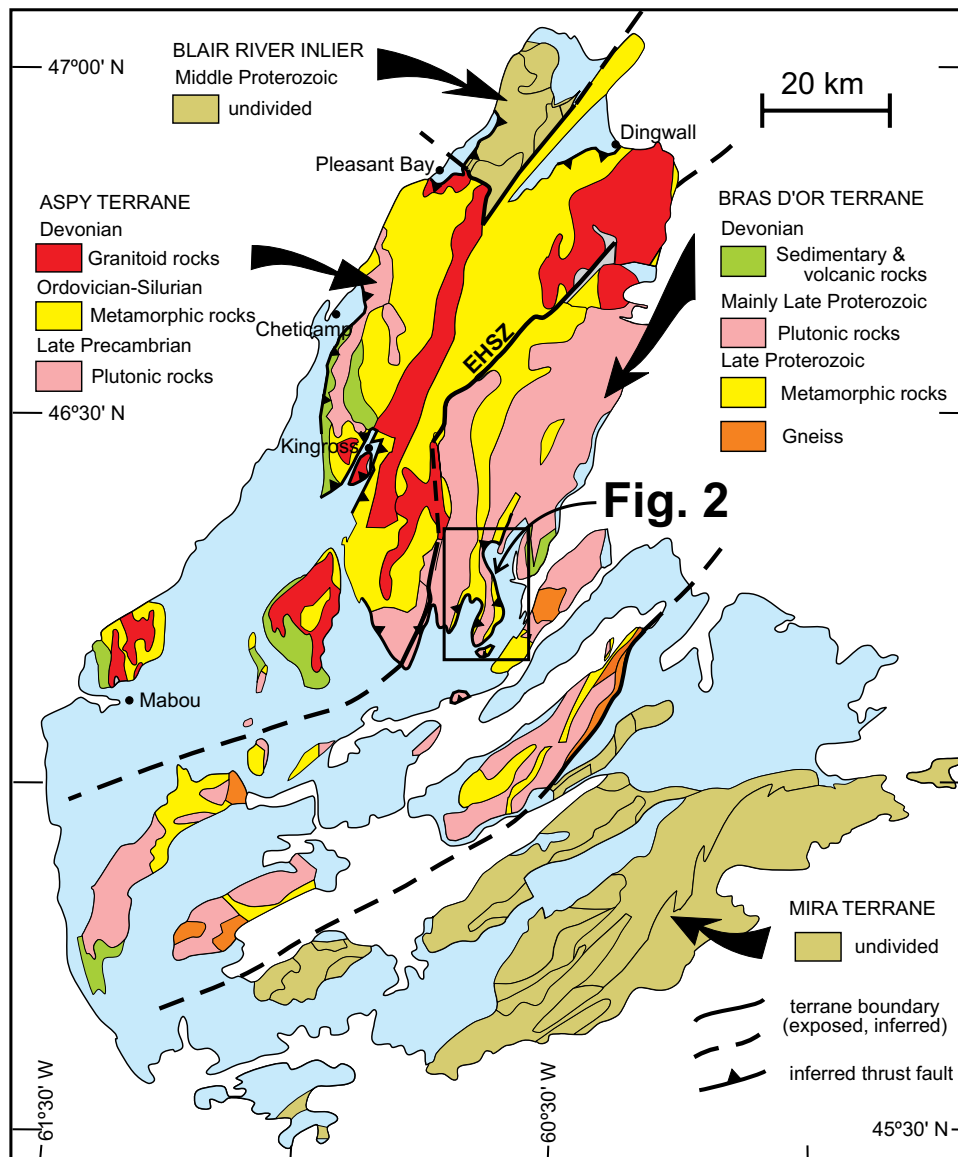 47º00' N
BLAIR RIVER INLIER
Middle Proterozoic
undivided
20 km
Dingwall
Pleasant Bay
ASPY TERRANE
Devonian
Granitoid rocks
Ordovician-Silurian
Metamorphic rocks
Late Precambrian
Plutonic rocks
BRAS D'OR TERRANE
Devonian
Sedimentary &
volcanic rocks
Mainly Late Proterozoic
Plutonic rocks
Late Proterozoic
Metamorphic rocks
Gneiss
Cheticamp
EHSZ
46º30' N
Kingross
Fig. 2
Mabou
MIRA TERRANE
undivided
terrane boundary
(exposed, inferred)
inferred thrust fault
61º30' W
60º30' W
45º30' N